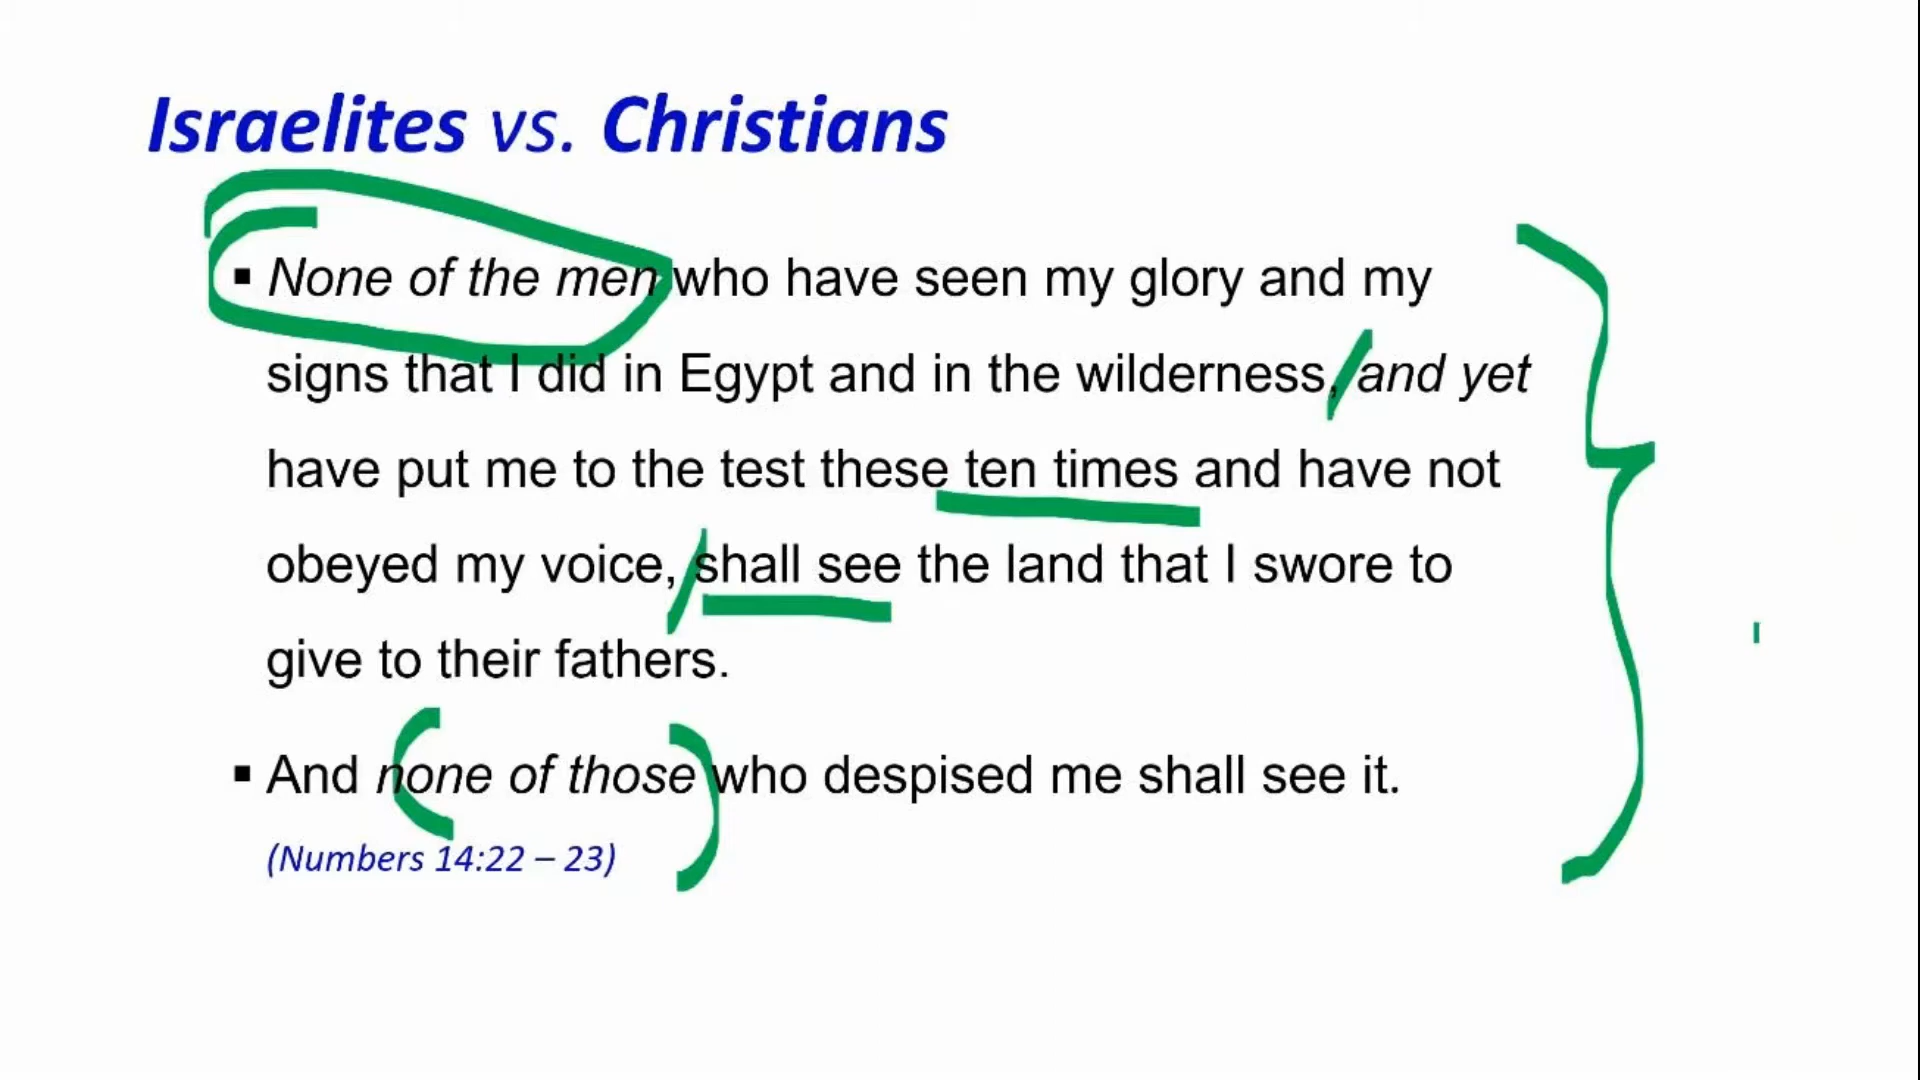 Israelites vs. Christians
▪ None of the men who have seen my glory and my
signs that I did in Egypt and in the wilderness, and yet
have put me to the test these ten times and have not
obeyed my voice, shall see the land that I swore to
give to their fathers.
▪ And none of those who despised me shall see it.
(Numbers 14:22 – 23)